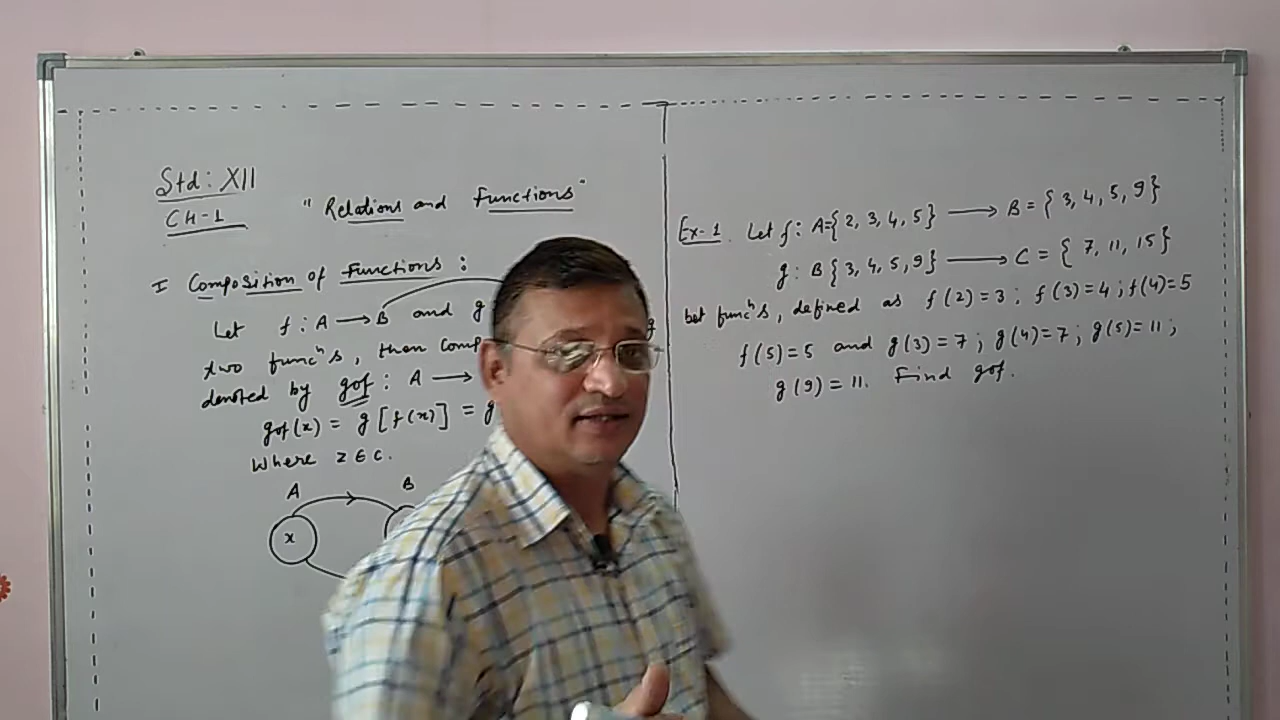 Std: XII
CH-1
" Relations and Functions"
I Composition of Functions :
Let f : A → B and g
two funcⁿs, then comp
denoted by gof : A →
gof(x) = g [f(x)] = g
Where z ∈ C.
A B
x
Ex-1. Let f : A={2, 3, 4, 5} → B = {3, 4, 5, 9}
g : B{3, 4, 5, 9} → C = {7, 11, 15}
bet funcⁿs, defined as f(2) = 3 ; f(3) = 4 ; f(4) = 5
f(5) = 5 and g(3) = 7 ; g(4) = 7 ; g(5) = 11 ;
g(9) = 11. Find gof.